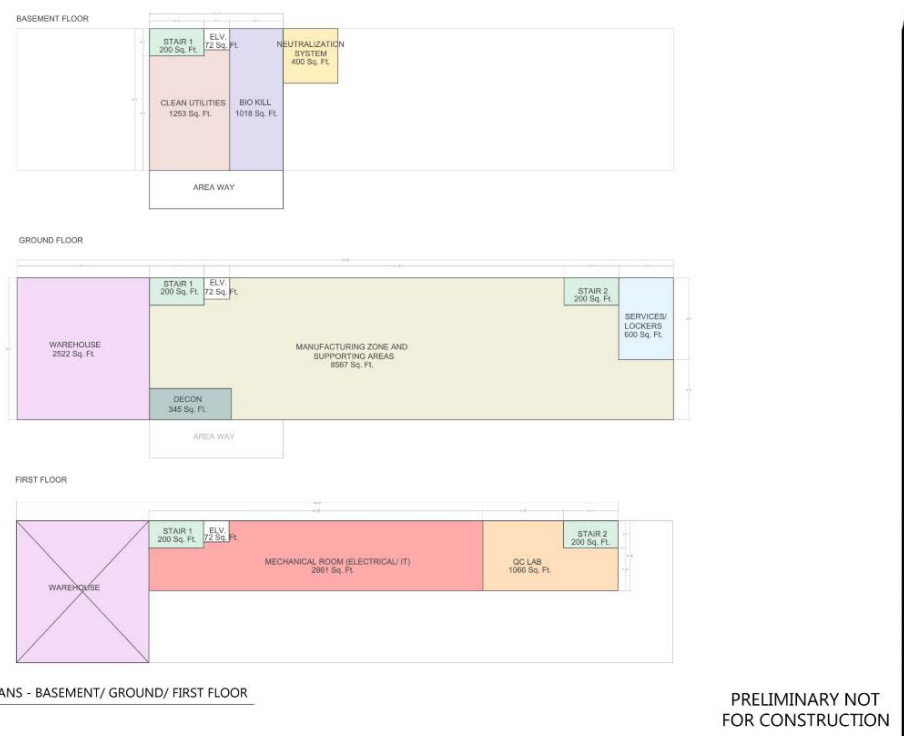 BASEMENT FLOOR
STAIR 1
200 Sq. Ft.
ELV.
72 Sq. Ft.
NEUTRALIZATION
SYSTEM
400 Sq. Ft.
CLEAN UTILITIES
1253 Sq. Ft.
BIO KILL
1018 Sq. Ft.
AREA WAY
GROUND FLOOR
STAIR 1
200 Sq. Ft.
ELV.
72 Sq. Ft.
STAIR 2
200 Sq. Ft.
SERVICES/
LOCKERS
600 Sq. Ft.
WAREHOUSE
2522 Sq. Ft.
MANUFACTURING ZONE AND
SUPPORTING AREAS
8567 Sq. Ft.
DECON
345 Sq. Ft.
AREA WAY
FIRST FLOOR
STAIR 1
200 Sq. Ft.
ELV.
72 Sq. Ft.
STAIR 2
200 Sq. Ft.
MECHANICAL ROOM (ELECTRICAL/ IT)
2861 Sq. Ft.
QC LAB
1066 Sq. Ft.
WAREHOUSE
ANS - BASEMENT/ GROUND/ FIRST FLOOR
PRELIMINARY NOT
FOR CONSTRUCTION